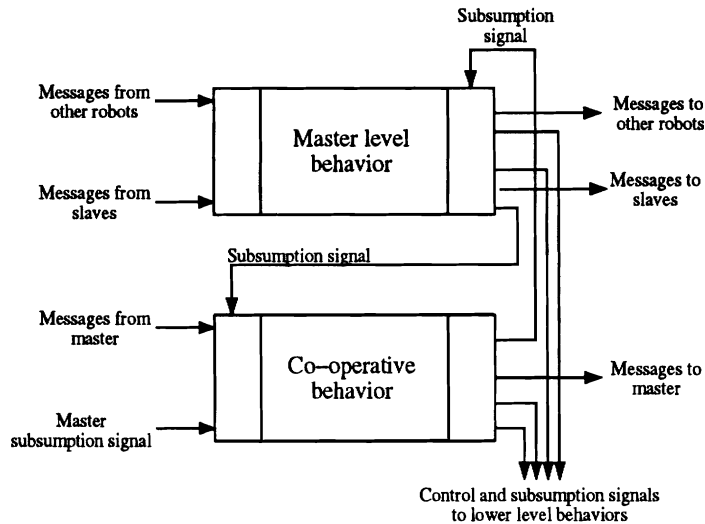 Subsumption
signal
Messages from
other robots
Master level
behavior
Messages to
other robots
Messages from
slaves
Messages to
slaves
Subsumption signal
Messages from
master
Co–operative
behavior
Messages to
master
Master
subsumption signal
Control and subsumption signals
to lower level behaviors